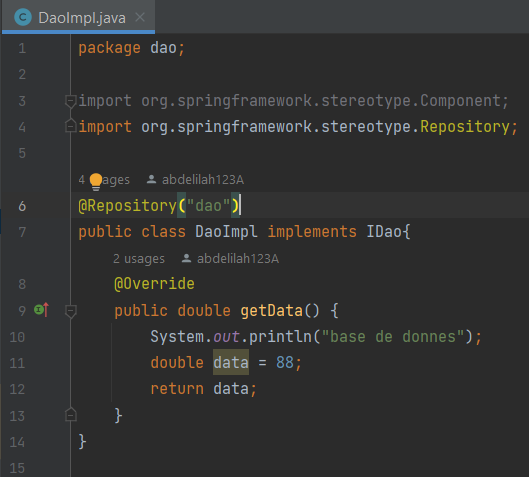 DaoImpl.java
1 package dao;
2
3 import org.springframework.stereotype.Component;
4 import org.springframework.stereotype.Repository;
5
4 usages abdelilah123A
6 @Repository("dao")
7 public class DaoImpl implements IDao{
2 usages abdelilah123A
8 @Override
9 public double getData() {
10 System.out.println("base de donnes");
11 double data = 88;
12 return data;
13 }
14 }
15